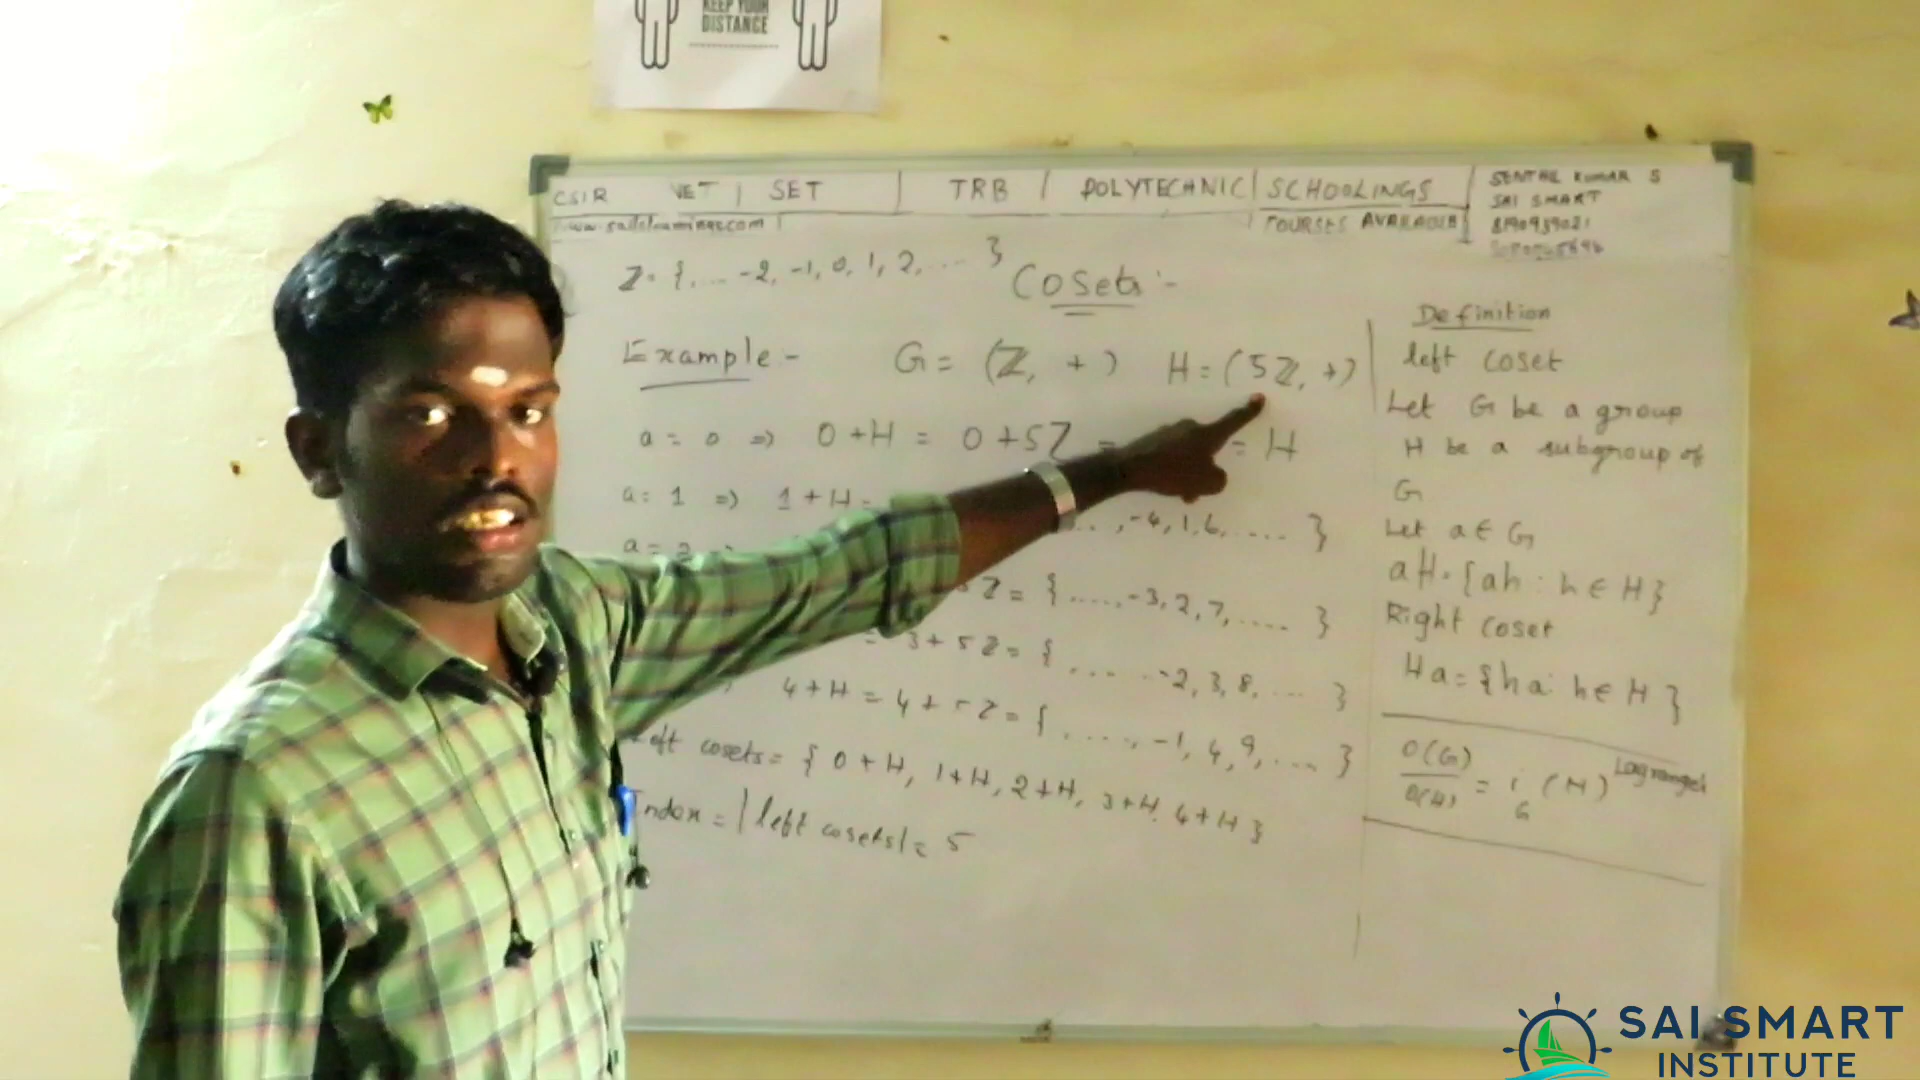 KEEP YOUR
DISTANCE
CSIR NET | SET | TRB | POLYTECHNIC | SCHOOLINGS
COURSES AVAILABLE
SENTHIL KUMAR S
SAI SMART
8190939021
Z = {, ... -2, -1, 0, 1, 2, ... }
Cosets :-
Example -
G = (Z, +) H = (5Z, +)
a = 0 => 0 + H = 0 + 5Z = = H
a = 1 => 1 + H =
..., -4, 1, 6, ..... }
a = 2
5Z = { ....., -3, 2, 7, ..... }
= 3 + 5Z = { ..... -2, 3, 8, ... }
4 + H = 4 + 5Z = { ....., -1, 4, 9, .... }
Left cosets = { 0 + H, 1 + H, 2 + H, 3 + H, 4 + H }
Index = | left cosets | = 5
Definition
left coset
Let G be a group
H be a subgroup of
G
Let a ∈ G
aH = {ah : h ∈ H}
Right coset
Ha = {ha : h ∈ H}
O(G)
O(H) = i (H) Lagranges
G
SAI SMART
INSTITUTE